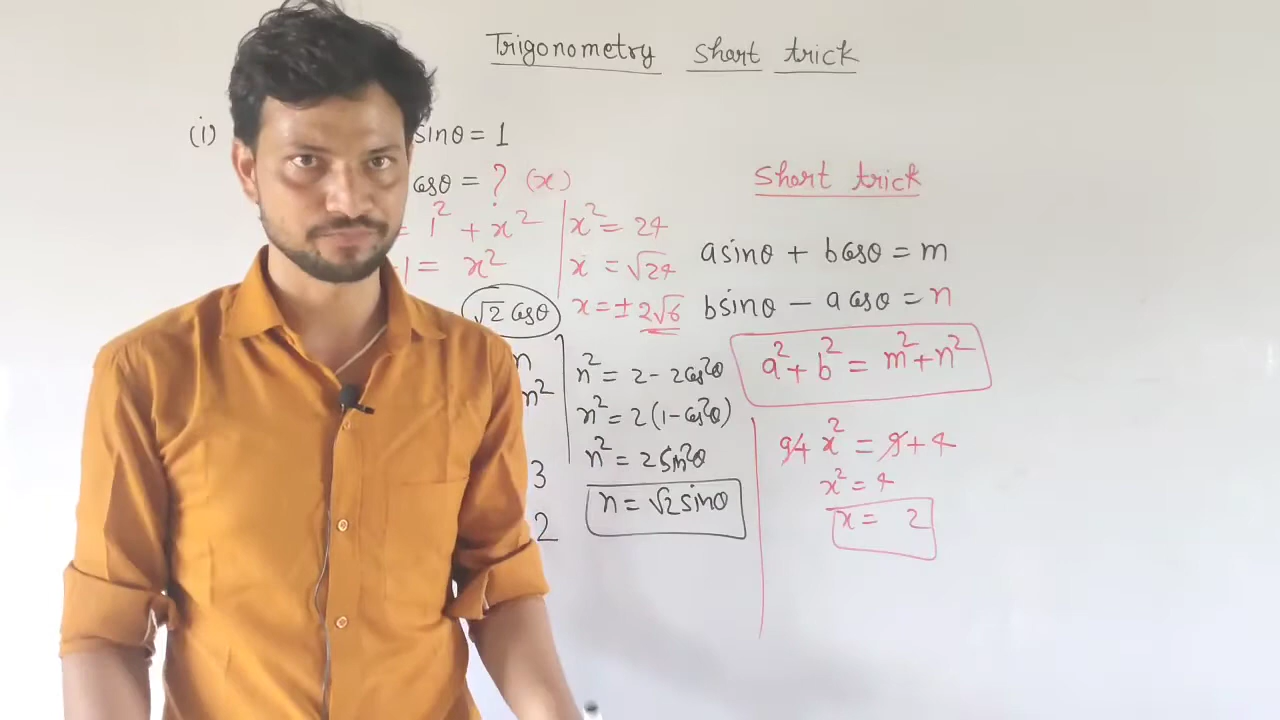 Trigonometry short trick
(i) sinθ = 1
cosθ = ? (x)
= 1² + x²
-1 = x²
x² = 24
x = √24
x = ± 2√6
√2 cosθ
n
n²
3
2
n² = 2 - 2cos²θ
n² = 2(1-cos²θ)
n² = 2 sin²θ
n = √2 sinθ
short trick
a sinθ + b cosθ = m
b sinθ - a cosθ = n
a² + b² = m² + n²
x² = 9 + 4
x² = 4
x = 2